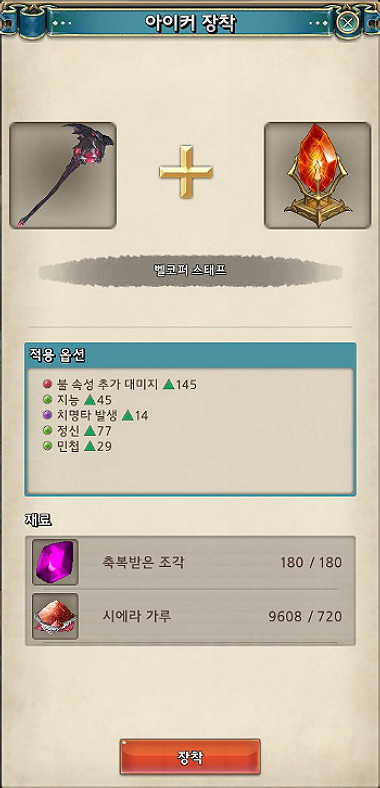 아이커 장착
벨코퍼 스태프
적용 옵션
불 속성 추가 대미지 ▲145
지능 ▲45
치명타 발생 ▲14
정신 ▲77
민첩 ▲29
재료
축복받은 조각 180 / 180
시에라 가루 9608 / 720
장착